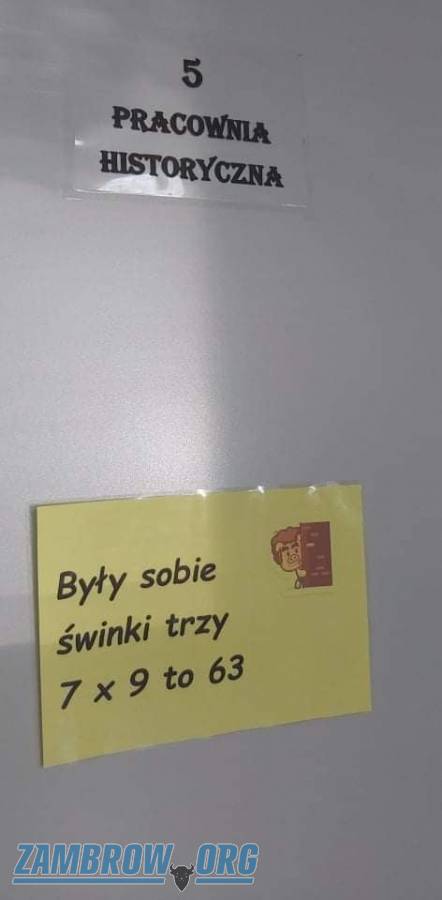 5
PRACOWNIA
HISTORYCZNA
Były sobie
świnki trzy
7 x 9 to 63
ZAMBROW.ORG